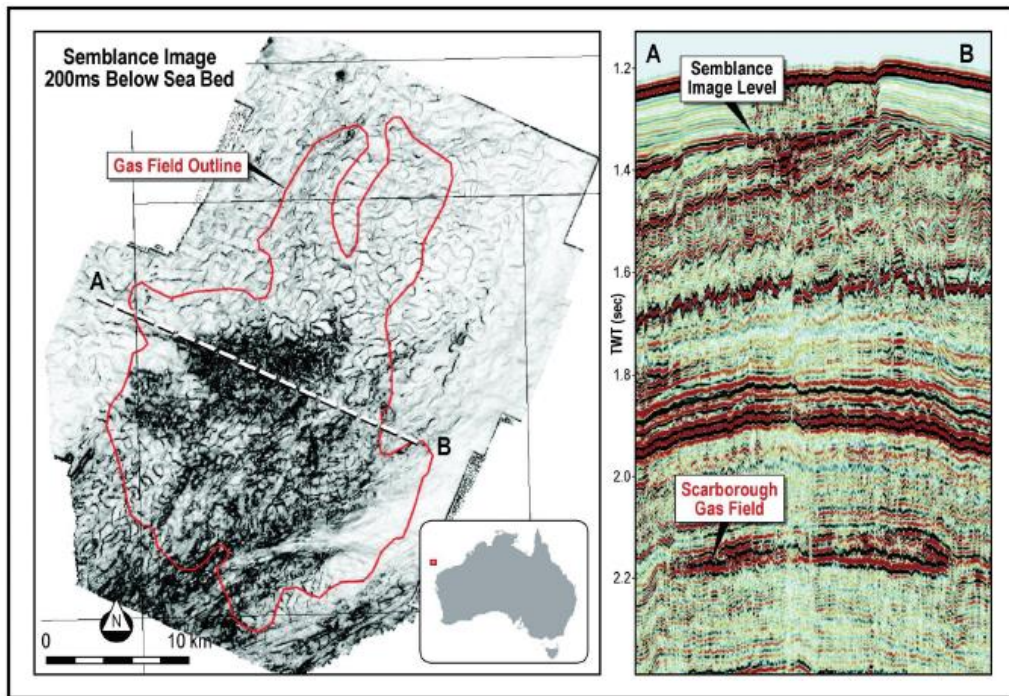 Semblance Image
200ms Below Sea Bed
Gas Field Outline
A
B
N
0
10 km
A
B
Semblance
Image Level
1.2
1.4
1.6
TWT (sec)
1.8
2.0
Scarborough
Gas Field
2.2